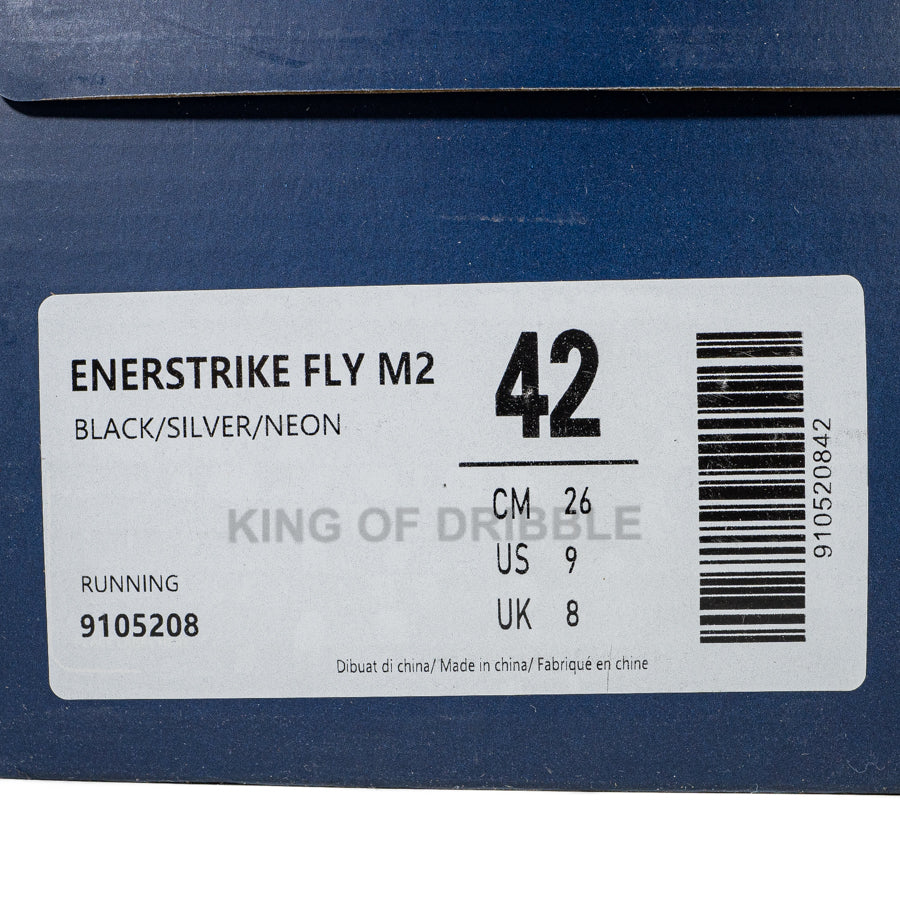 ENERSTRIKE FLY M2
BLACK/SILVER/NEON
42
CM 26
US 9
UK 8
KING OF DRIBBLE
RUNNING
9105208
Dibuat di china/ Made in china/ Fabriqué en chine
910520842